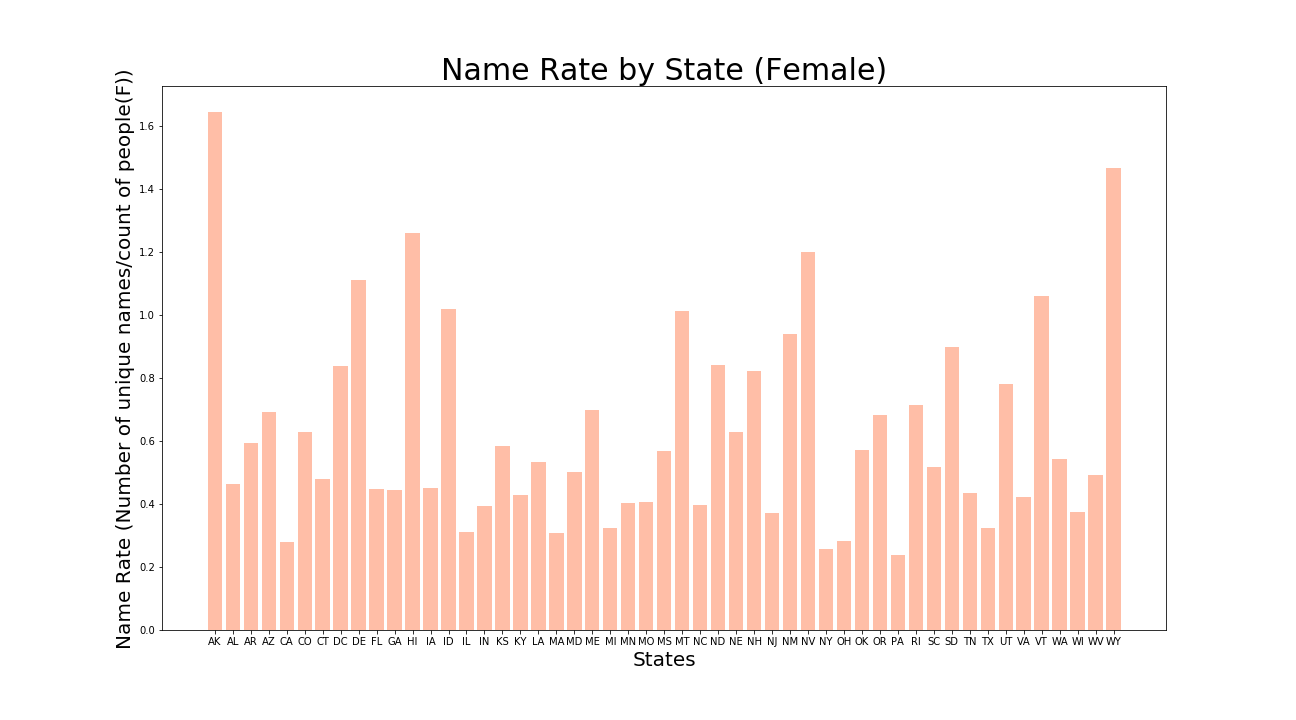 Name Rate by State (Female)
Name Rate (Number of unique names/count of people(F))
1.6
1.4
1.2
1.0
0.8
0.6
0.4
0.2
0.0
AK AL AR AZ CA CO CT DC DE FL GA HI IA ID IL IN KS KY LA MA MD ME MI MN MO MS MT NC ND NE NH NJ NM NV NY OH OK OR PA RI SC SD TN TX UT VA VT WA WI WV WY
States